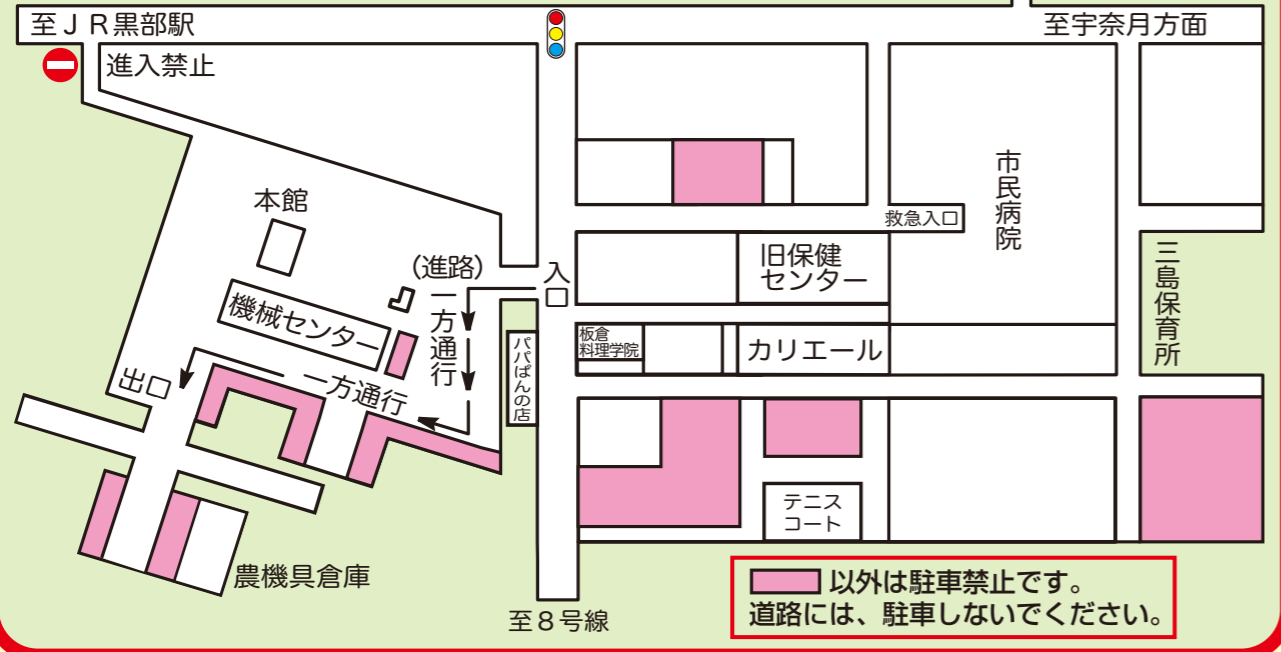 至ＪＲ黒部駅
至宇奈月方面
進入禁止
市民病院
本館
救急入口
(進路)
入口
旧保健
センター
三島保育所
機械センター
一方通行
パパぱんの店
板倉
料理学院
カリエール
出口
一方通行
テニス
コート
農機具倉庫
以外は駐車禁止です。
道路には、駐車しないでください。
至８号線